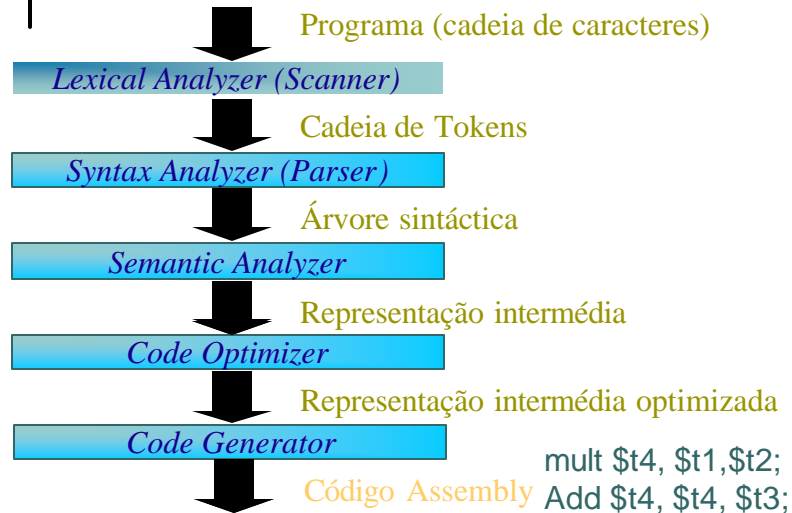 Programa (cadeia de caracteres)
Lexical Analyzer (Scanner)
Cadeia de Tokens
Syntax Analyzer (Parser)
Árvore sintáctica
Semantic Analyzer
Representação intermédia
Code Optimizer
Representação intermédia optimizada
Code Generator
mult $t4, $t1,$t2;
Código Assembly
Add $t4, $t4, $t3;